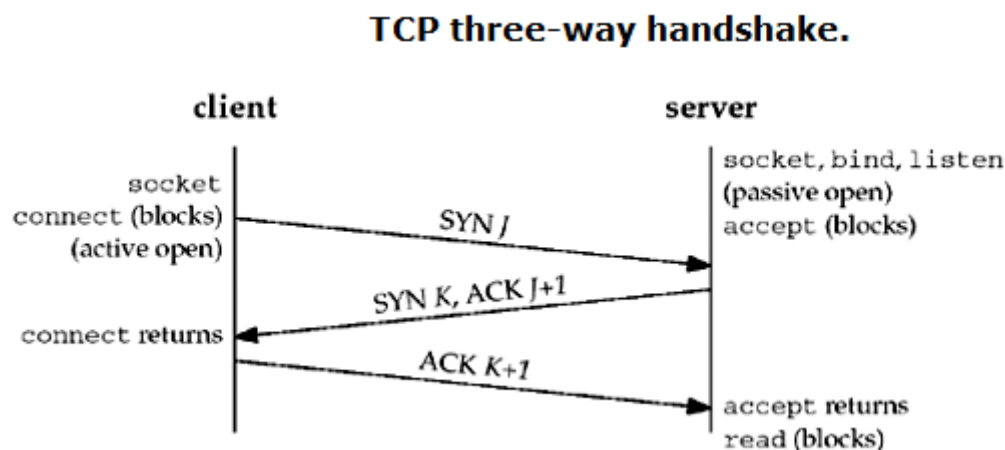 TCP three-way handshake.
client
server
socket
connect (blocks)
(active open)
socket, bind, listen
(passive open)
accept (blocks)
SYN J
SYN K, ACK J+1
connect returns
ACK K+1
accept returns
read (blocks)